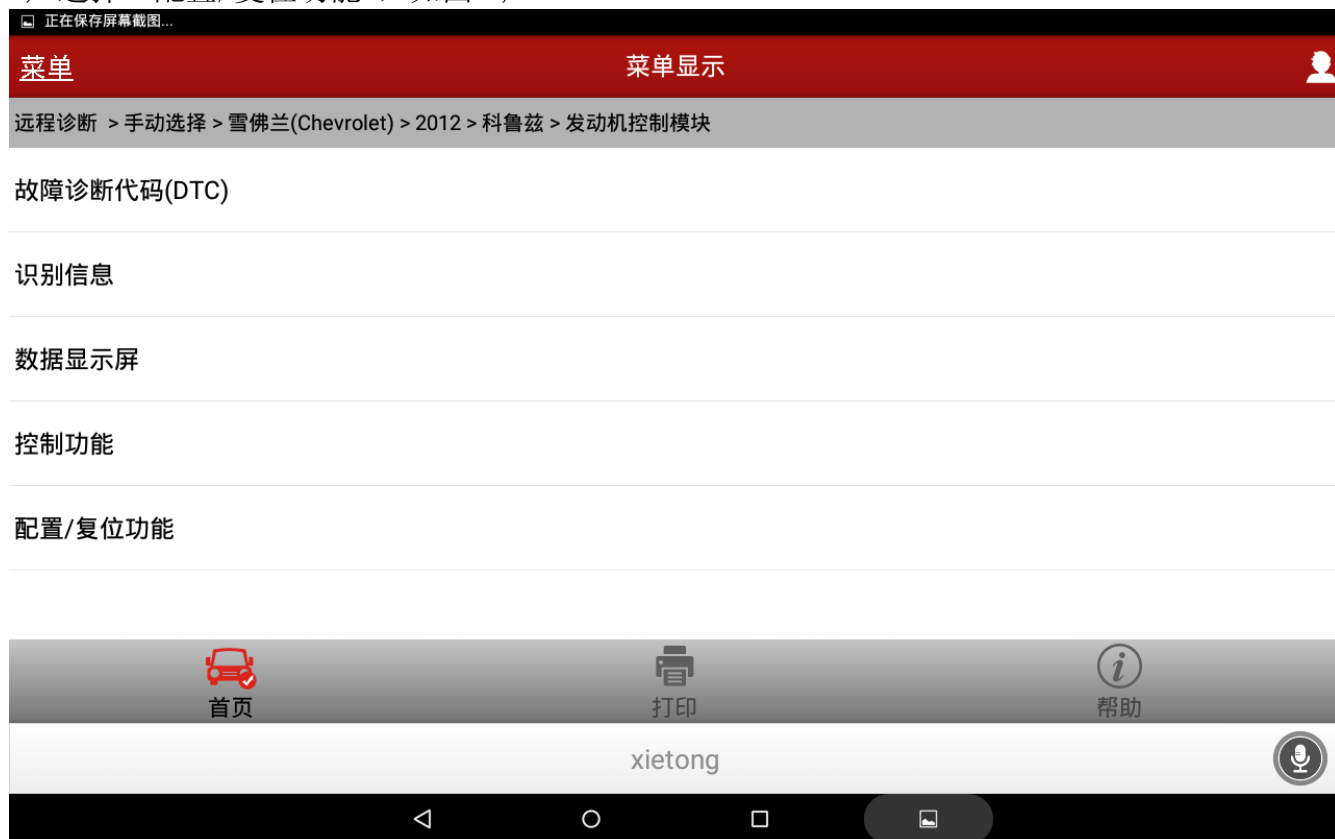 正在保存屏幕截图...
菜单
菜单显示
远程诊断 > 手动选择 > 雪佛兰(Chevrolet) > 2012 > 科鲁兹 > 发动机控制模块
故障诊断代码(DTC)
识别信息
数据显示屏
控制功能
配置/复位功能
首页
打印
帮助
xietong